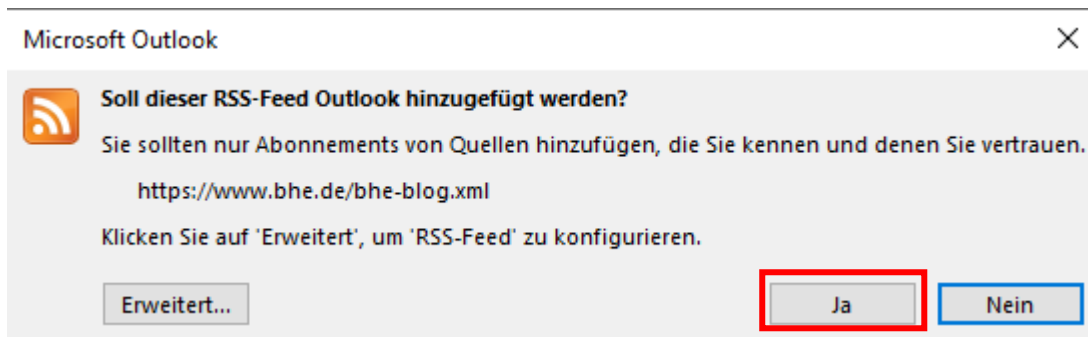 Microsoft Outlook
Soll dieser RSS-Feed Outlook hinzugefügt werden?
Sie sollten nur Abonnements von Quellen hinzufügen, die Sie kennen und denen Sie vertrauen.
https://www.bhe.de/bhe-blog.xml
Klicken Sie auf 'Erweitert', um 'RSS-Feed' zu konfigurieren.
Erweitert... Ja Nein